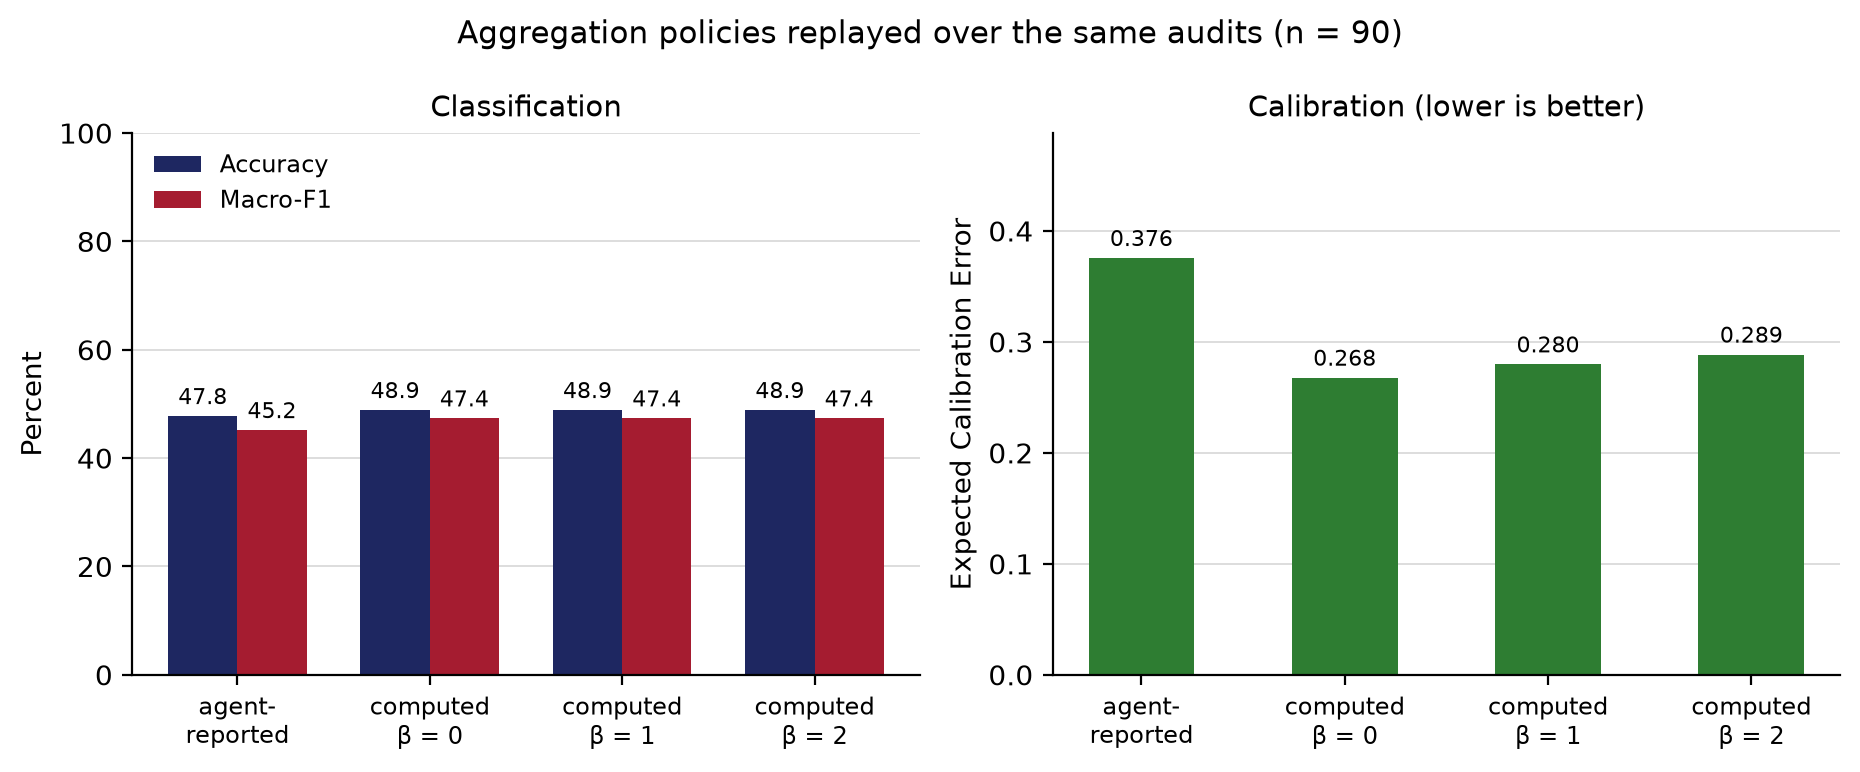 Aggregation policies replayed over the same audits (n = 90)
Classification
Percent
100
80
60
40
20
0
Accuracy
Macro-F1
47.8
45.2
48.9
47.4
48.9
47.4
48.9
47.4
agent-
reported
computed
β = 0
computed
β = 1
computed
β = 2
Calibration (lower is better)
Expected Calibration Error
0.4
0.3
0.2
0.1
0.0
0.376
0.268
0.280
0.289
agent-
reported
computed
β = 0
computed
β = 1
computed
β = 2